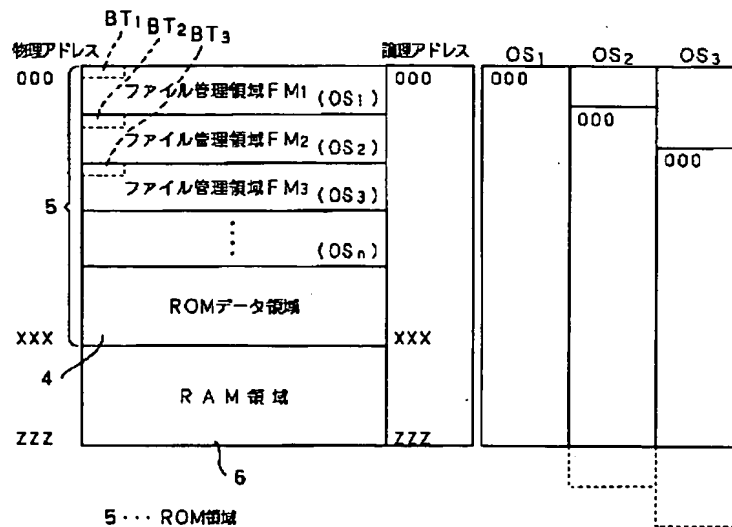 BT1 BT2 BT3
物理アドレス 論理アドレス OS1 OS2 OS3
000 ファイル管理領域FM1(OS1) 000 000
ファイル管理領域FM2(OS2) 000
ファイル管理領域FM3(OS3) 000
5
(OSn)
ROMデータ領域
XXX XXX
4
RAM領域
ZZZ ZZZ
6
5・・・ROM領域